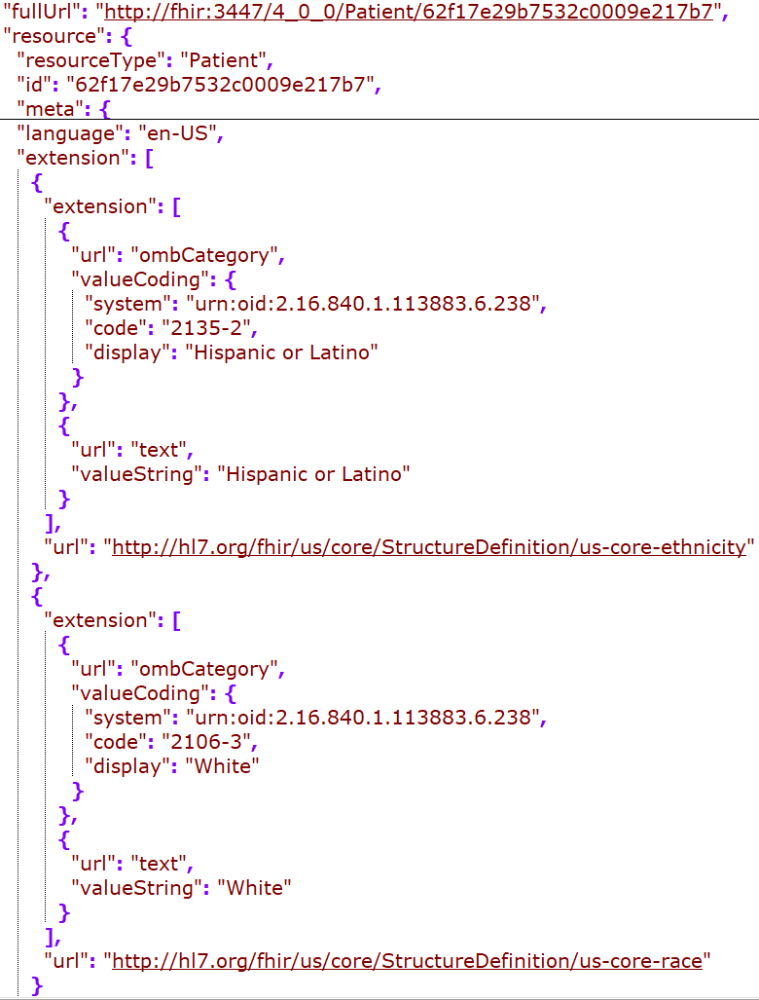 "fullUrl": "http://fhir:3447/4_0_0/Patient/62f17e29b7532c0009e217b7",
"resource": {
"resourceType": "Patient",
"id": "62f17e29b7532c0009e217b7",
"meta": {
"language": "en-US",
"extension": [
{
"extension": [
{
"url": "ombCategory",
"valueCoding": {
"system": "urn:oid:2.16.840.1.113883.6.238",
"code": "2135-2",
"display": "Hispanic or Latino"
}
},
{
"url": "text",
"valueString": "Hispanic or Latino"
}
],
"url": "http://hl7.org/fhir/us/core/StructureDefinition/us-core-ethnicity"
},
{
"extension": [
{
"url": "ombCategory",
"valueCoding": {
"system": "urn:oid:2.16.840.1.113883.6.238",
"code": "2106-3",
"display": "White"
}
},
{
"url": "text",
"valueString": "White"
}
],
"url": "http://hl7.org/fhir/us/core/StructureDefinition/us-core-race"
}